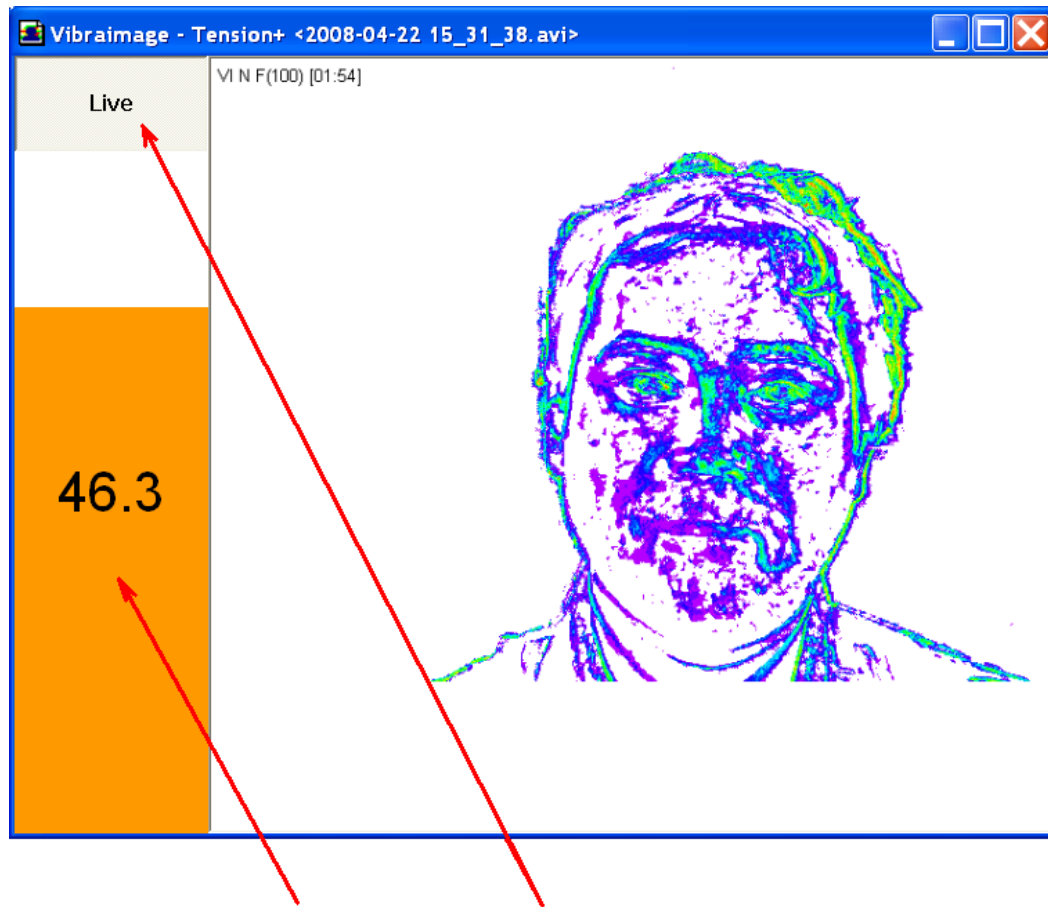 Vibraimage - Tension+ <2008-04-22 15_31_38.avi>
Live
VI N F(100) [01:54]
46.3